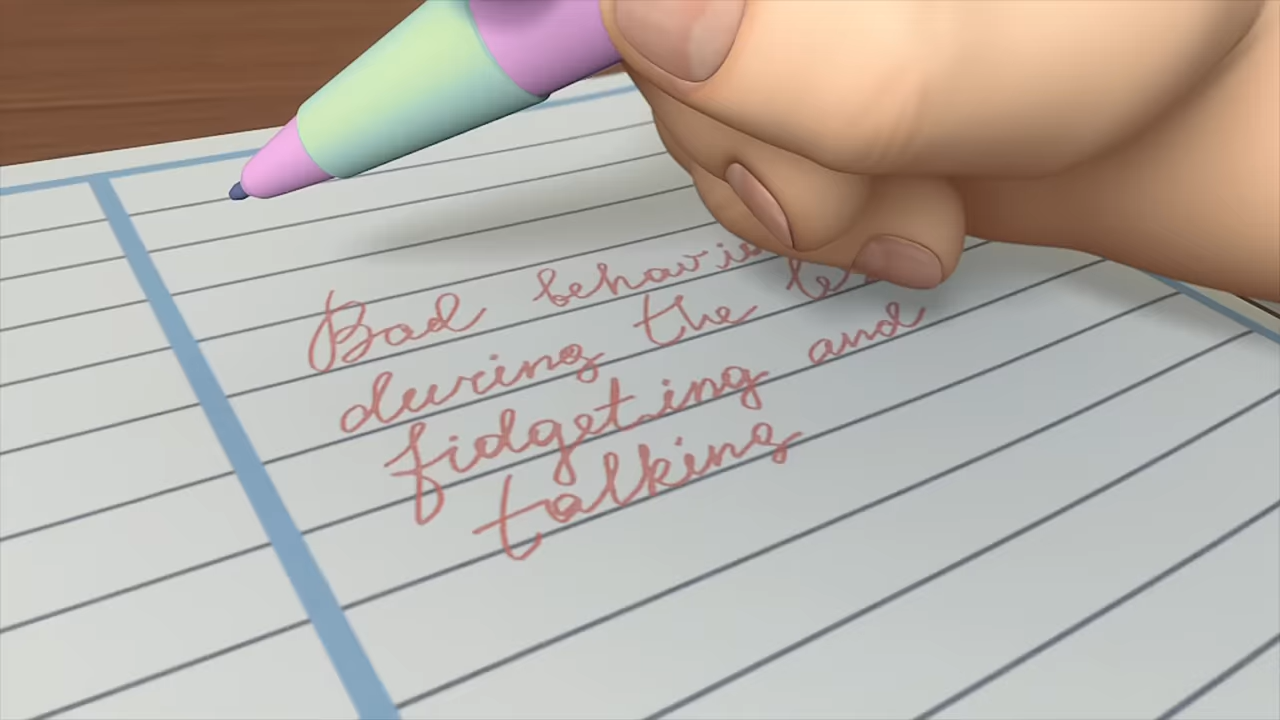 Bad
during the
fidgeting and
talking